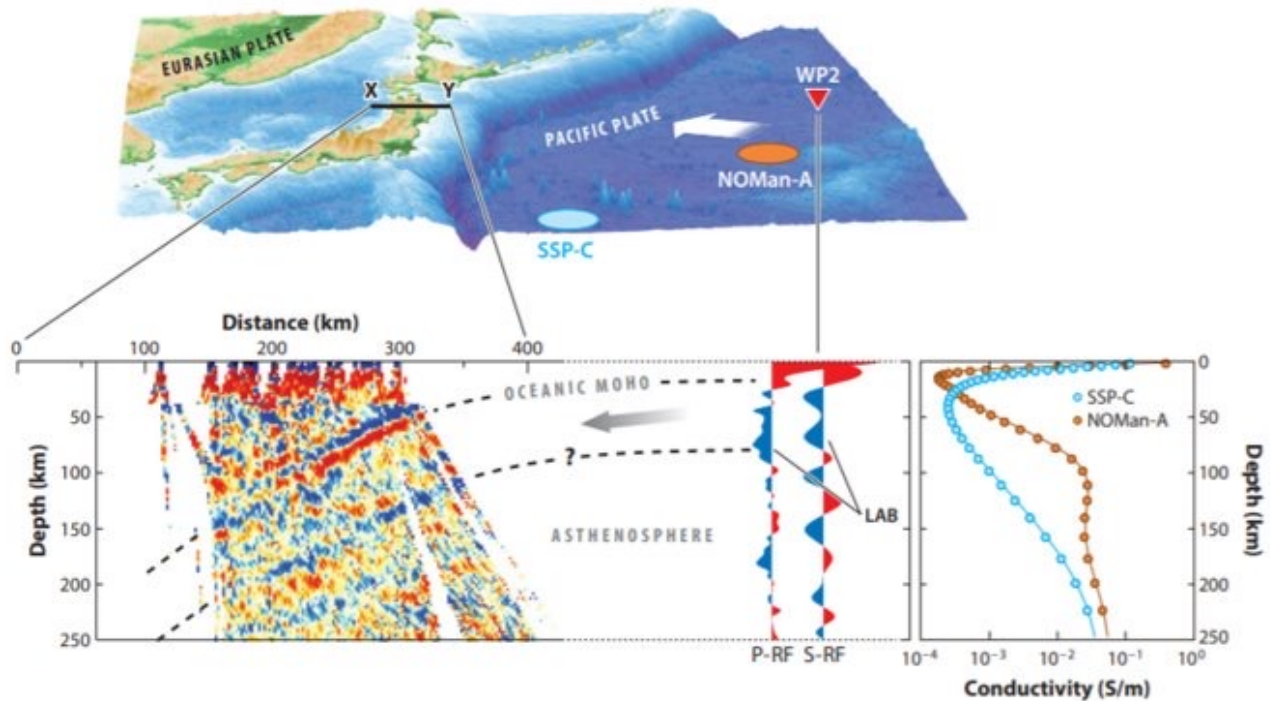 EURASIAN PLATE
X
Y
WP2
PACIFIC PLATE
NOMan-A
SSP-C
Distance (km)
0
100
200
300
400
OCEANIC MOHO
?
ASTHENOSPHERE
LAB
Depth (km)
50
100
150
200
250
P-RF
S-RF
SSP-C
NOMan-A
0
50
100
150
200
250
Depth (km)
10⁻⁴
10⁻³
10⁻²
10⁻¹
10⁰
Conductivity (S/m)